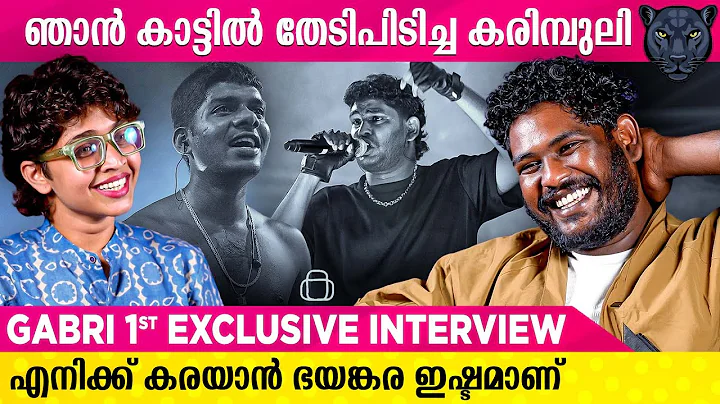 ഞാൻ കാട്ടിൽ തേടിപിടിച്ച കരിമ്പുലി
GABRI 1ST EXCLUSIVE INTERVIEW
എനിക്ക് കരയാൻ ഭയങ്കര ഇഷ്ടമാണ്